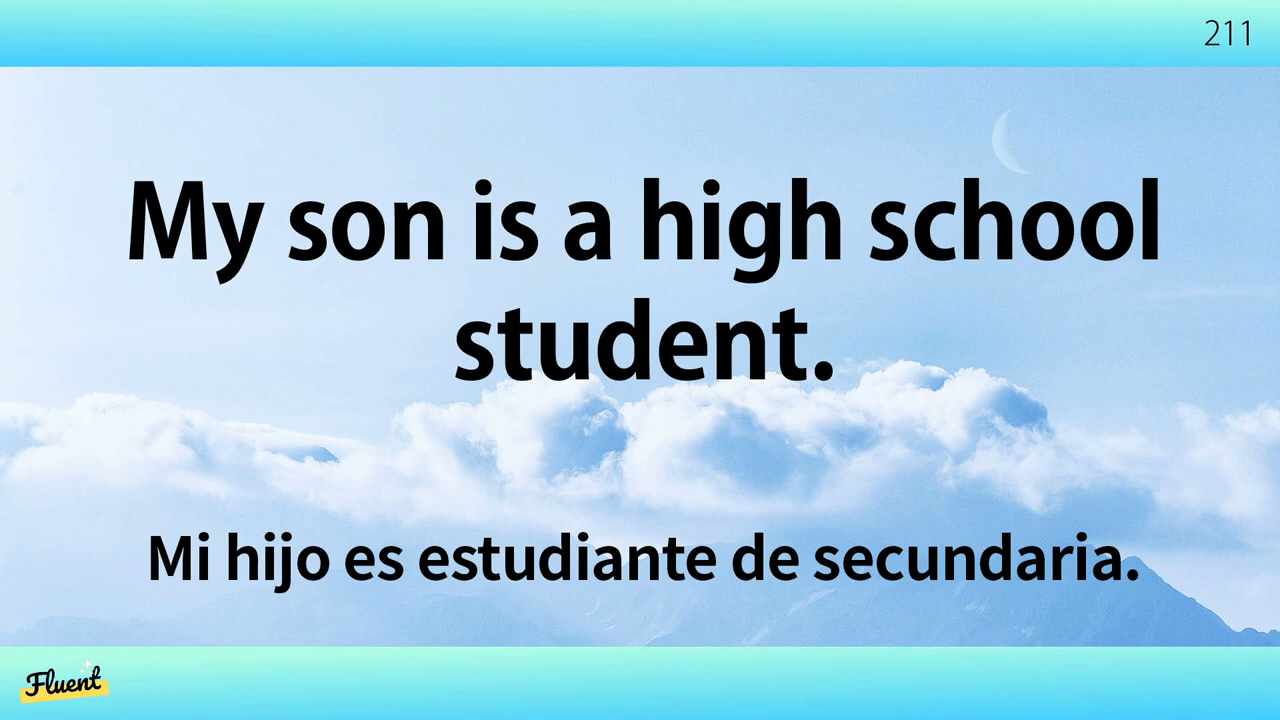 211
My son is a high school
student.
Mi hijo es estudiante de secundaria.
Fluent